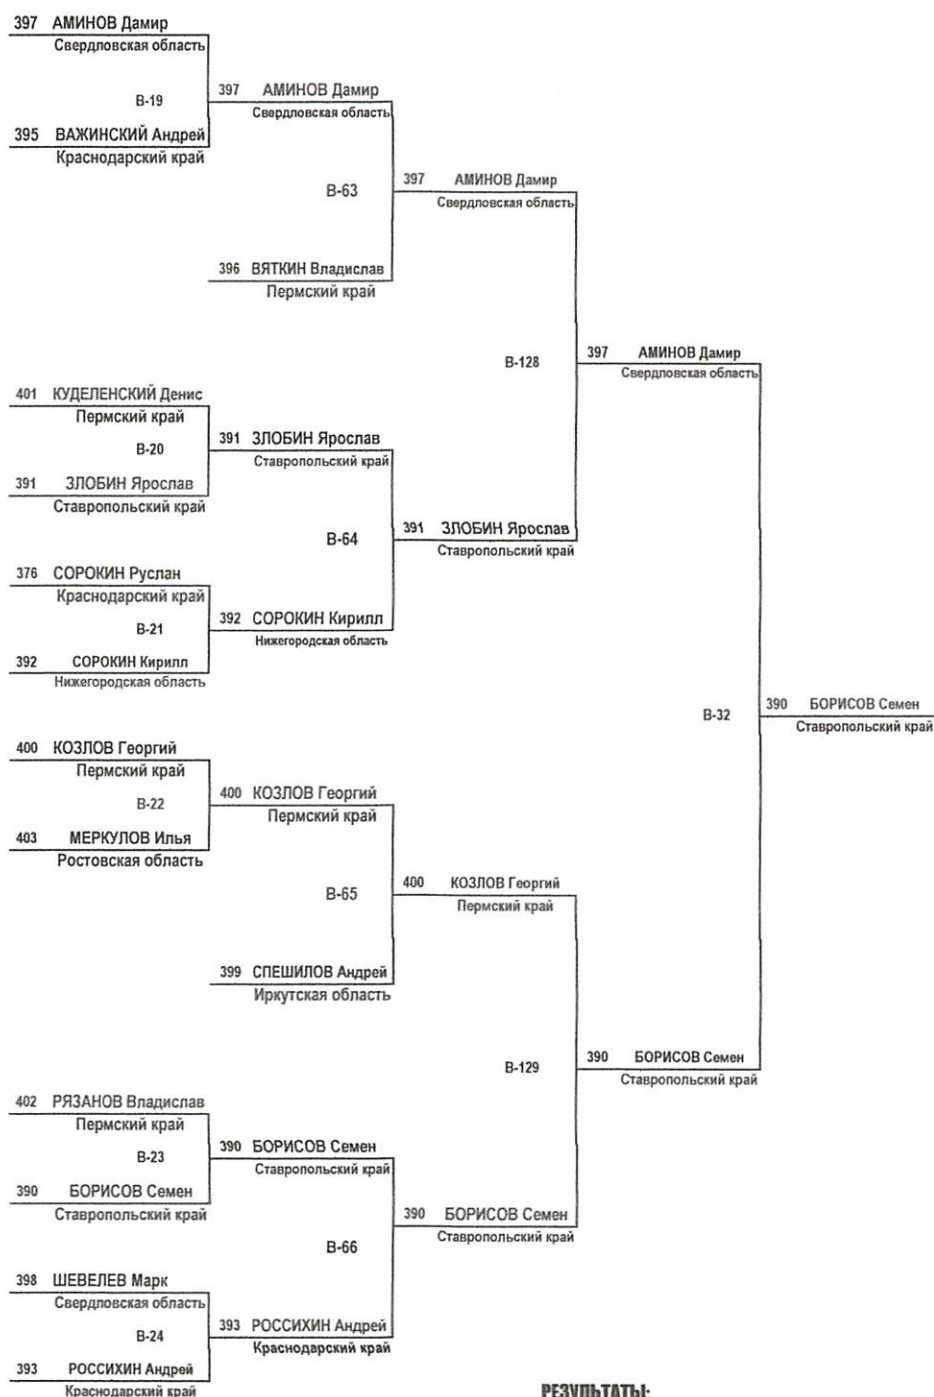 397 АМИНОВ Дамир
Свердловская область
В-19
397 АМИНОВ Дамир
Свердловская область
395 ВАЖИНСКИЙ Андрей
Краснодарский край
В-63
397 АМИНОВ Дамир
Свердловская область
396 ВЯТКИН Владислав
Пермский край
В-128
397 АМИНОВ Дамир
Свердловская область
401 КУДЕЛЕНСКИЙ Денис
Пермский край
В-20
391 ЗЛОБИН Ярослав
Ставропольский край
391 ЗЛОБИН Ярослав
Ставропольский край
В-64
391 ЗЛОБИН Ярослав
Ставропольский край
376 СОРОКИН Руслан
Краснодарский край
В-21
392 СОРОКИН Кирилл
Нижегородская область
392 СОРОКИН Кирилл
Нижегородская область
В-32
390 БОРИСОВ Семен
Ставропольский край
400 КОЗЛОВ Георгий
Пермский край
В-22
400 КОЗЛОВ Георгий
Пермский край
403 МЕРКУЛОВ Илья
Ростовская область
В-65
400 КОЗЛОВ Георгий
Пермский край
399 СПЕШИЛОВ Андрей
Иркутская область
В-129
390 БОРИСОВ Семен
Ставропольский край
402 РЯЗАНОВ Владислав
Пермский край
В-23
390 БОРИСОВ Семен
Ставропольский край
390 БОРИСОВ Семен
Ставропольский край
В-66
390 БОРИСОВ Семен
Ставропольский край
398 ШЕВЕЛЕВ Марк
Свердловская область
В-24
393 РОССИХИН Андрей
Краснодарский край
393 РОССИХИН Андрей
Краснодарский край
РЕЗУЛЬТАТЫ: